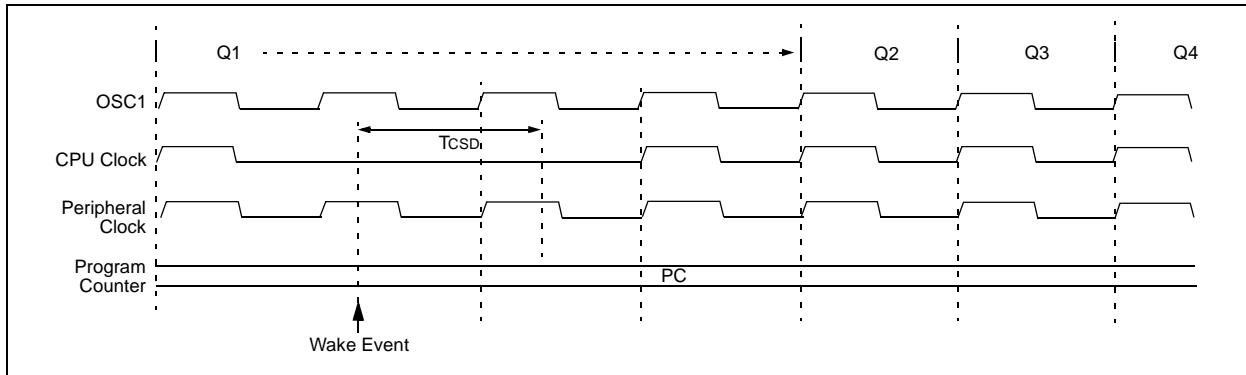 Q1
Q2
Q3
Q4
OSC1
TCSD
CPU Clock
Peripheral
Clock
Program
Counter
PC
Wake Event